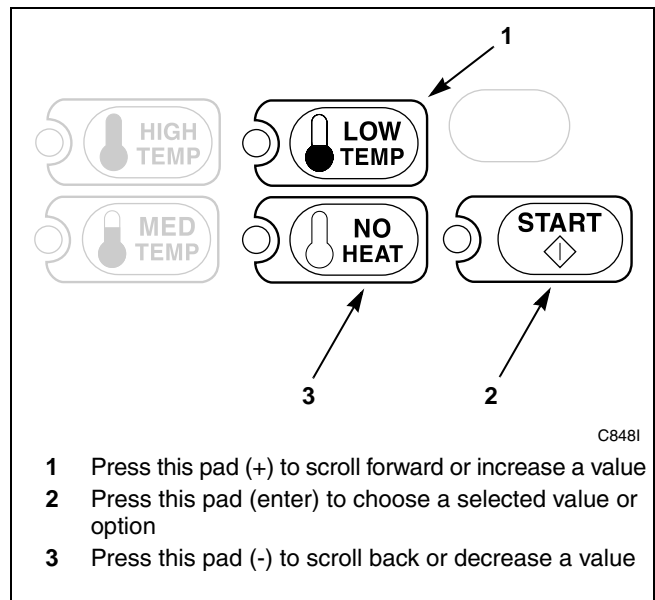 1
HIGH
TEMP
LOW
TEMP
MED
TEMP
NO
HEAT
START
3
2
C848I
1 Press this pad (+) to scroll forward or increase a value
2 Press this pad (enter) to choose a selected value or
option
3 Press this pad (-) to scroll back or decrease a value